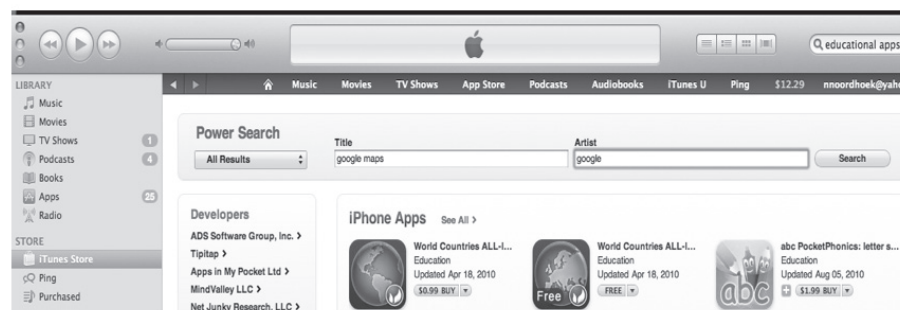 educational apps
LIBRARY
Music
Movies
TV Shows 1
Podcasts 4
Books
Apps 25
Radio
STORE
iTunes Store
Ping
Purchased
Music Movies TV Shows App Store Podcasts Audiobooks iTunes U Ping $12.29 nnoordhoek@yaho
Power Search
Title Artist
All Results google maps google Search
Developers
ADS Software Group, Inc. >
Tipitap >
Apps in My Pocket Ltd >
MindValley LLC >
Net Junky Research, LLC >
iPhone Apps See All >
World Countries ALL-I...
Education
Updated Apr 18, 2010
$0.99 BUY
Free
World Countries ALL-I...
Education
Updated Apr 18, 2010
FREE
abc
abc PocketPhonics: letter s...
Education
Updated Aug 05, 2010
$1.99 BUY